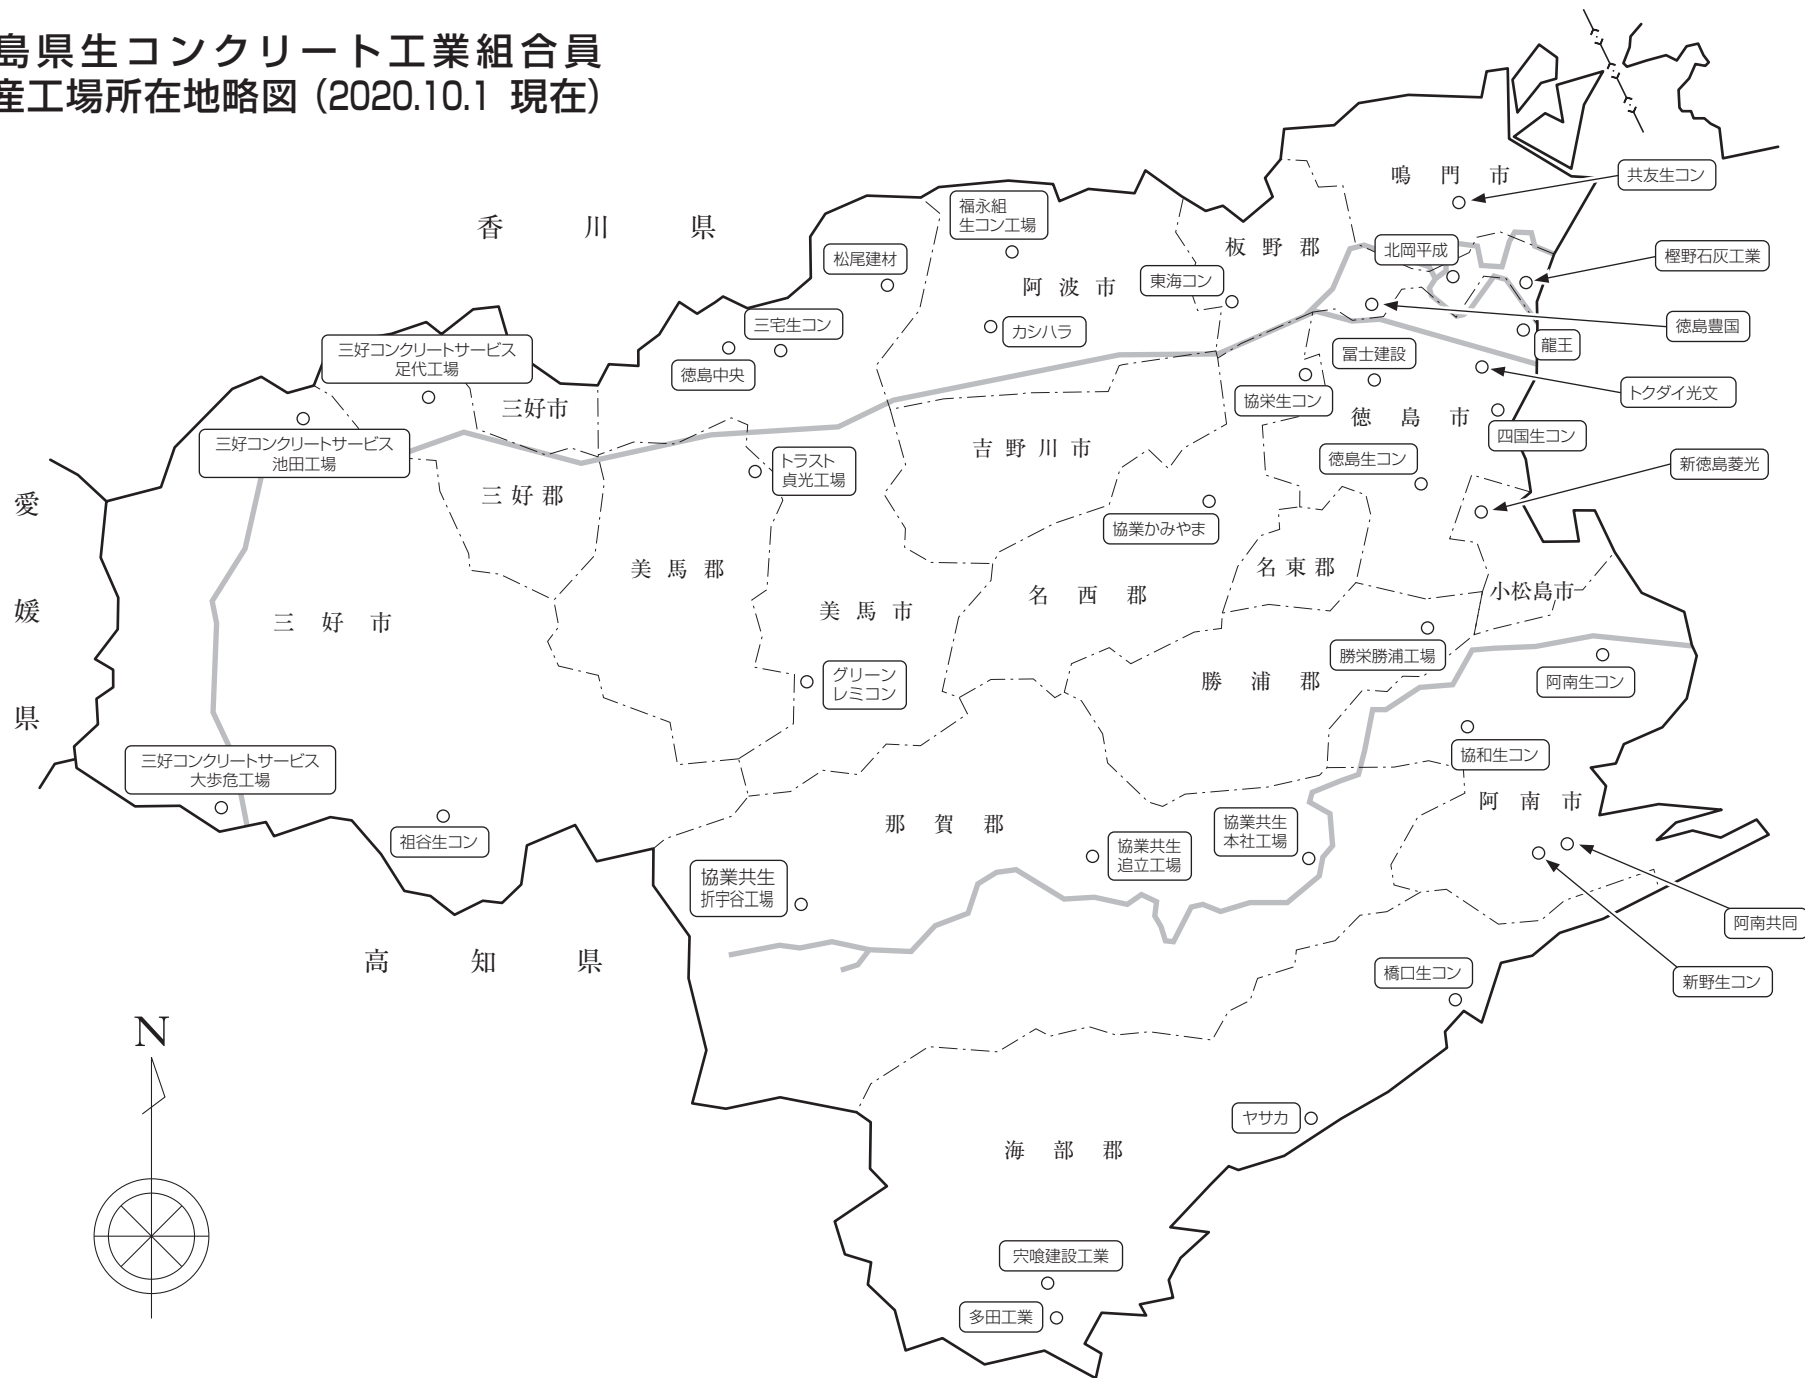 島県生コンクリート工業組合員
産工場所在地略図（2020.10.1 現在）
香川県
愛媛県
高知県
鳴門市
共友生コン
福永組
生コン工場
板野郡
北岡平成
樫野石灰工業
松尾建材
阿波市
東海コン
三宅生コン
カシハラ
徳島豊国
龍王
三好コンクリートサービス
足代工場
徳島中央
冨士建設
トクダイ光文
三好市
協栄生コン
徳島市
四国生コン
三好コンクリートサービス
池田工場
トラスト
貞光工場
吉野川市
徳島生コン
新徳島菱光
三好郡
協業かみやま
美馬郡
名東郡
三好市
美馬市
名西郡
小松島市
勝栄勝浦工場
グリーン
レミコン
勝浦郡
阿南生コン
三好コンクリートサービス
大歩危工場
協和生コン
阿南市
祖谷生コン
那賀郡
協業共生
追立工場
協業共生
本社工場
協業共生
折宇谷工場
阿南共同
新野生コン
橋口生コン
N
ヤサカ
海部郡
宍喰建設工業
多田工業